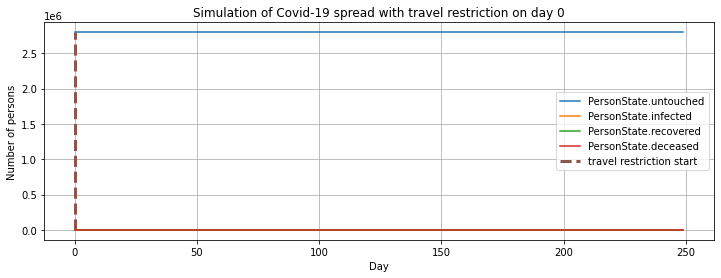 Simulation of Covid-19 spread with travel restriction on day 0
1e6
2.5
2.0
1.5
1.0
0.5
0.0
Number of persons
PersonState.untouched
PersonState.infected
PersonState.recovered
PersonState.deceased
travel restriction start
0 50 100 150 200 250
Day